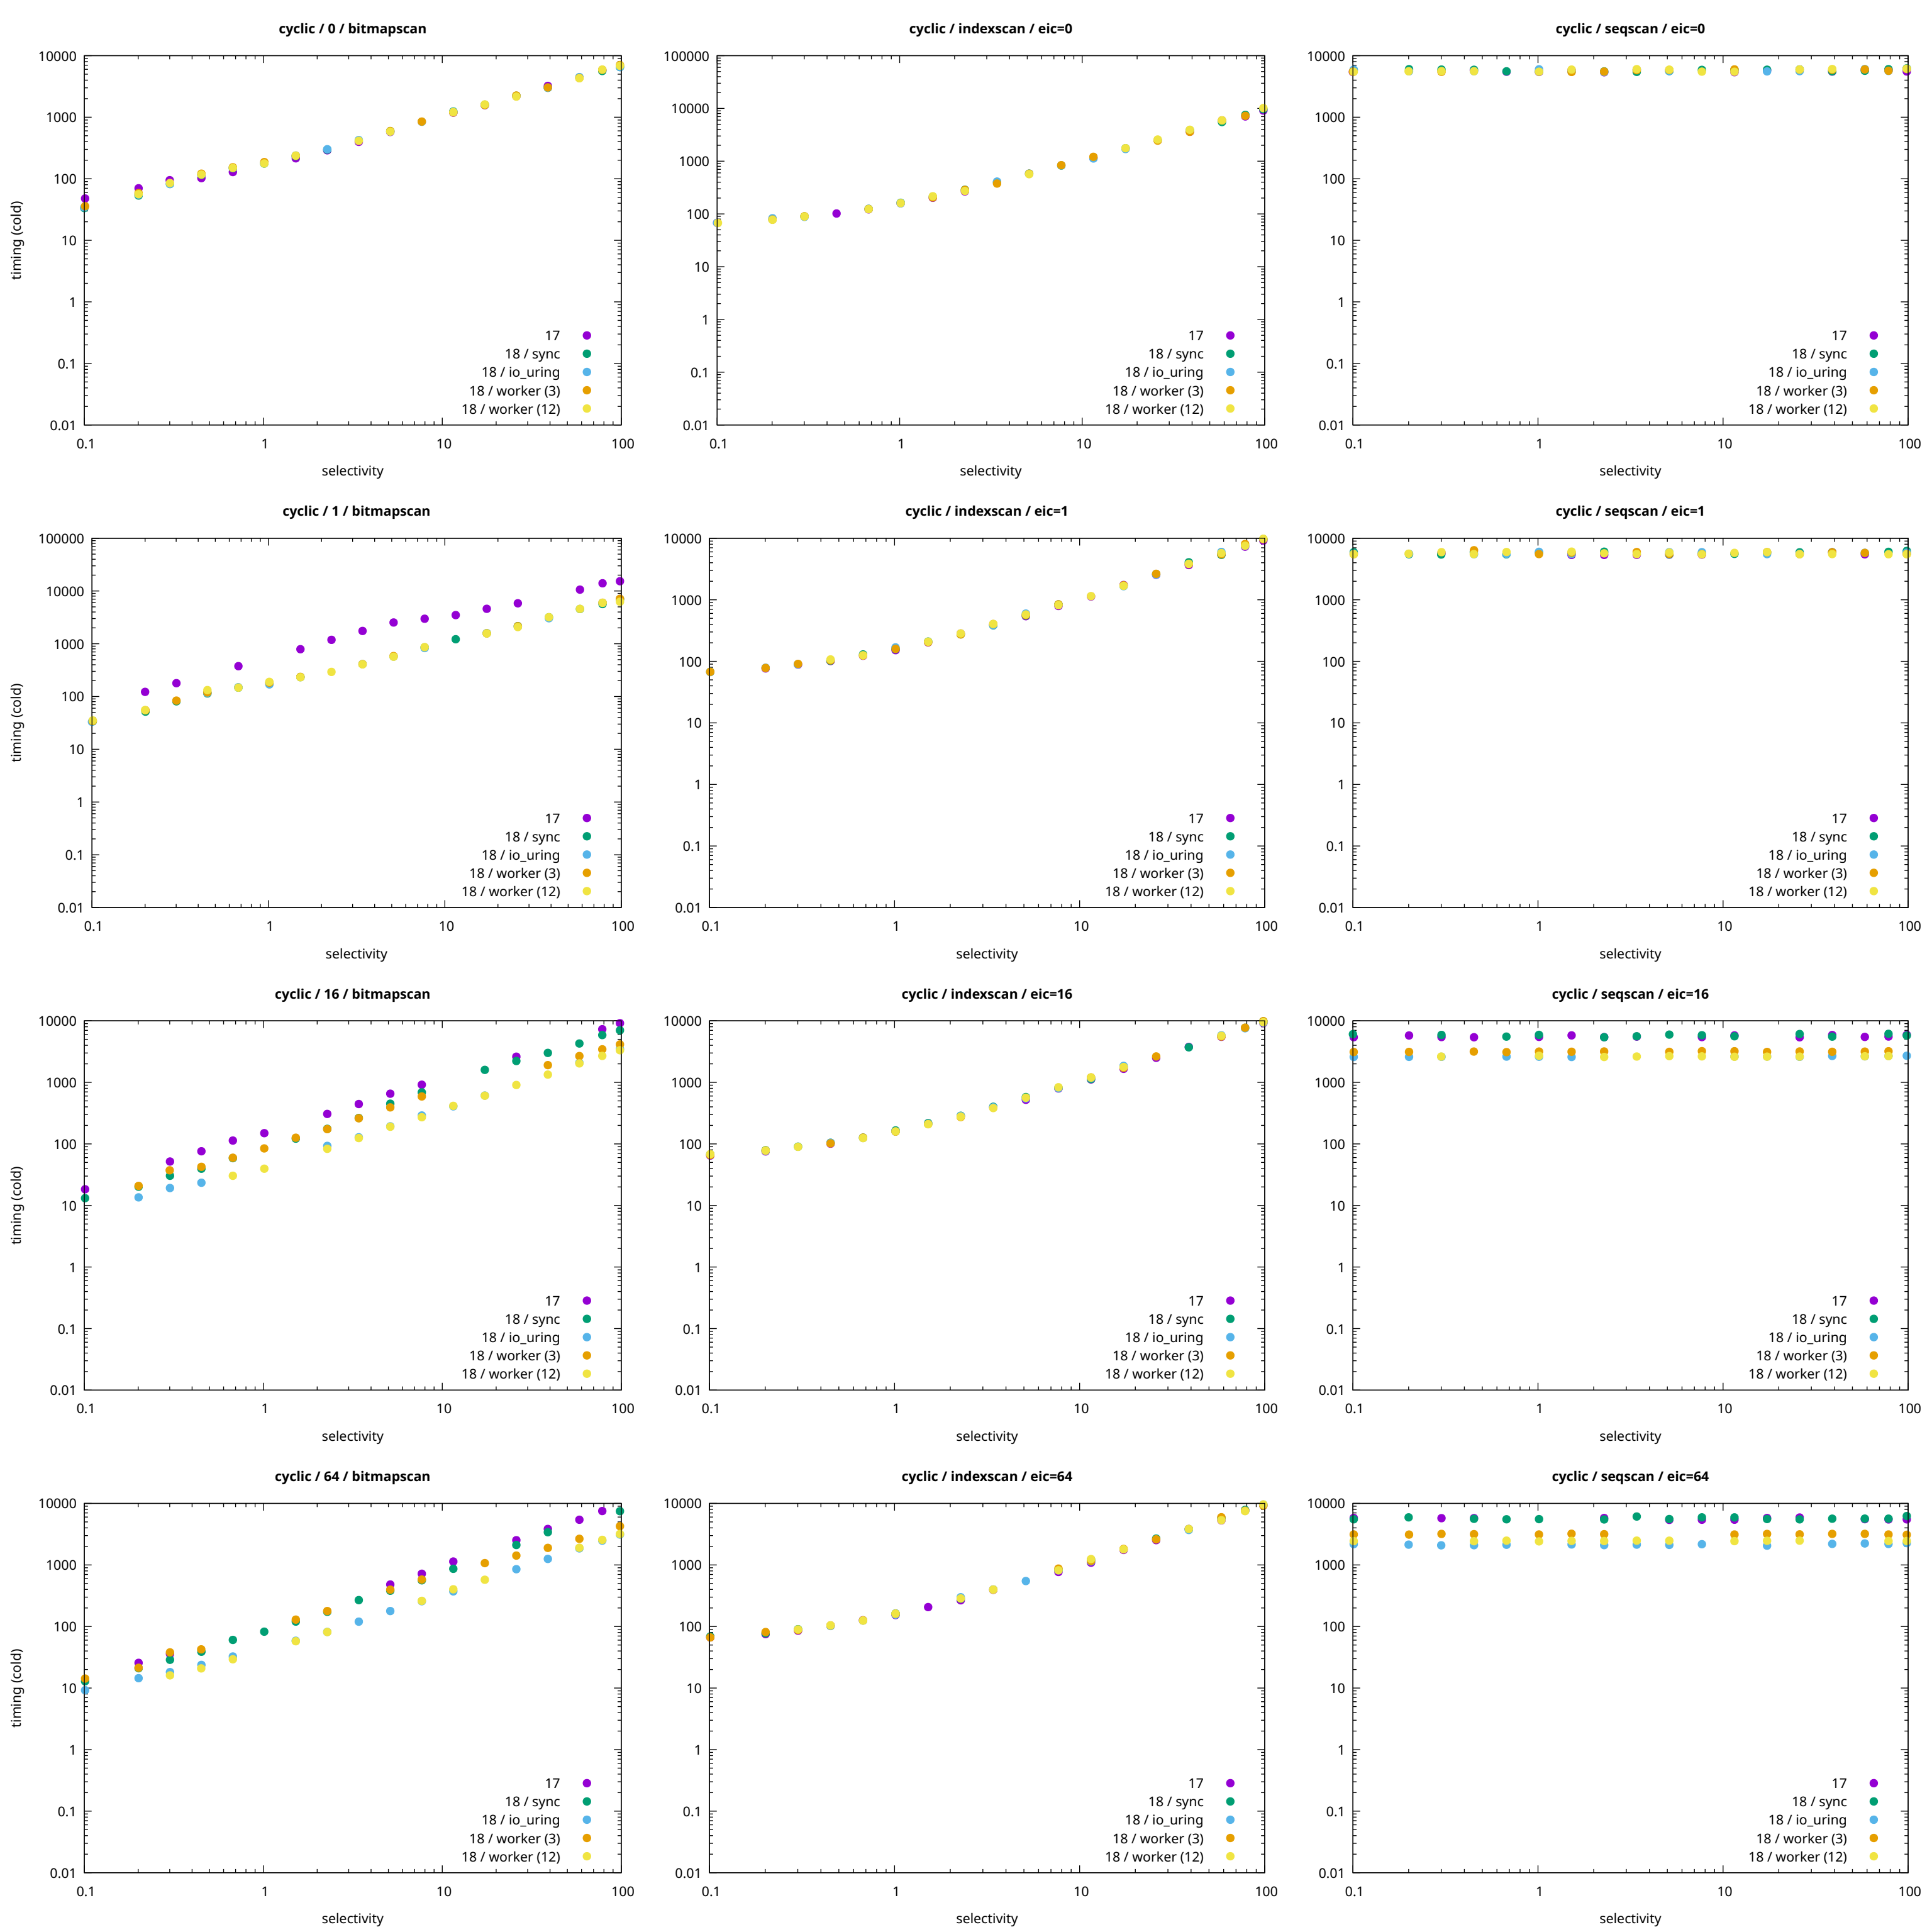 cyclic / 0 / bitmapscan
10000
1000
100
10
1
0.1
0.01
timing (cold)
17
18 / sync
18 / io_uring
18 / worker (3)
18 / worker (12)
0.1
1
10
100
selectivity
cyclic / indexscan / eic=0
100000
10000
1000
100
10
1
0.1
0.01
17
18 / sync
18 / io_uring
18 / worker (3)
18 / worker (12)
0.1
1
10
100
selectivity
cyclic / seqscan / eic=0
10000
1000
100
10
1
0.1
0.01
17
18 / sync
18 / io_uring
18 / worker (3)
18 / worker (12)
0.1
1
10
100
selectivity
cyclic / 1 / bitmapscan
100000
10000
1000
100
10
1
0.1
0.01
timing (cold)
17
18 / sync
18 / io_uring
18 / worker (3)
18 / worker (12)
0.1
1
10
100
selectivity
cyclic / indexscan / eic=1
10000
1000
100
10
1
0.1
0.01
17
18 / sync
18 / io_uring
18 / worker (3)
18 / worker (12)
0.1
1
10
100
selectivity
cyclic / seqscan / eic=1
10000
1000
100
10
1
0.1
0.01
17
18 / sync
18 / io_uring
18 / worker (3)
18 / worker (12)
0.1
1
10
100
selectivity
cyclic / 16 / bitmapscan
10000
1000
100
10
1
0.1
0.01
timing (cold)
17
18 / sync
18 / io_uring
18 / worker (3)
18 / worker (12)
0.1
1
10
100
selectivity
cyclic / indexscan / eic=16
10000
1000
100
10
1
0.1
0.01
17
18 / sync
18 / io_uring
18 / worker (3)
18 / worker (12)
0.1
1
10
100
selectivity
cyclic / seqscan / eic=16
10000
1000
100
10
1
0.1
0.01
17
18 / sync
18 / io_uring
18 / worker (3)
18 / worker (12)
0.1
1
10
100
selectivity
cyclic / 64 / bitmapscan
10000
1000
100
10
1
0.1
0.01
timing (cold)
17
18 / sync
18 / io_uring
18 / worker (3)
18 / worker (12)
0.1
1
10
100
selectivity
cyclic / indexscan / eic=64
10000
1000
100
10
1
0.1
0.01
17
18 / sync
18 / io_uring
18 / worker (3)
18 / worker (12)
0.1
1
10
100
selectivity
cyclic / seqscan / eic=64
10000
1000
100
10
1
0.1
0.01
17
18 / sync
18 / io_uring
18 / worker (3)
18 / worker (12)
0.1
1
10
100
selectivity